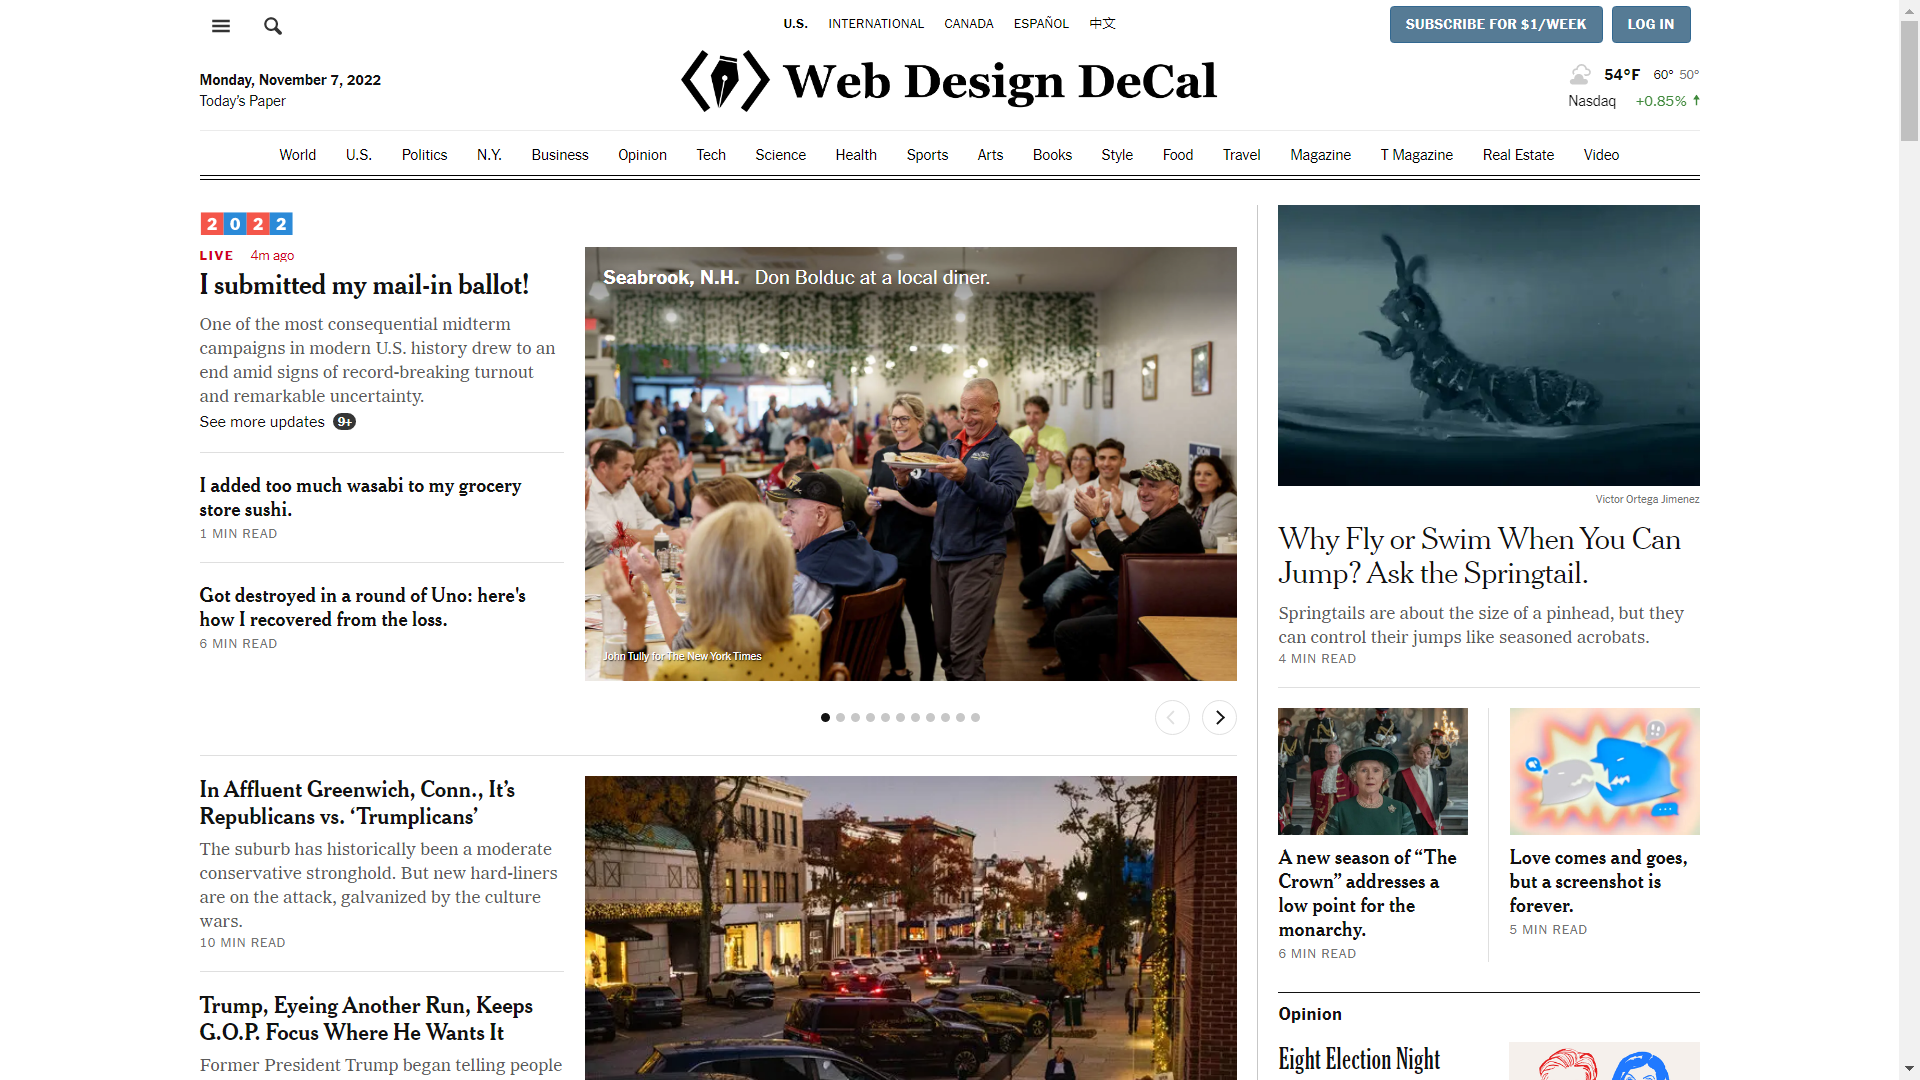 U.S. INTERNATIONAL CANADA ESPAÑOL 中文
SUBSCRIBE FOR $1/WEEK LOG IN
Monday, November 7, 2022
Today's Paper
Web Design DeCal
54°F 60° 50°
Nasdaq +0.85% ↑
World U.S. Politics N.Y. Business Opinion Tech Science Health Sports Arts Books Style Food Travel Magazine T Magazine Real Estate Video
2022
LIVE 4m ago
I submitted my mail-in ballot!
One of the most consequential midterm
campaigns in modern U.S. history drew to an
end amid signs of record-breaking turnout
and remarkable uncertainty.
See more updates 9+
I added too much wasabi to my grocery
store sushi.
1 MIN READ
Got destroyed in a round of Uno: here's
how I recovered from the loss.
6 MIN READ
Seabrook, N.H. Don Bolduc at a local diner.
DON
John Tully for The New York Times
In Affluent Greenwich, Conn., It’s
Republicans vs. ‘Trumplicans’
The suburb has historically been a moderate
conservative stronghold. But new hard-liners
are on the attack, galvanized by the culture
wars.
10 MIN READ
Trump, Eyeing Another Run, Keeps
G.O.P. Focus Where He Wants It
Former President Trump began telling people
Victor Ortega Jimenez
Why Fly or Swim When You Can
Jump? Ask the Springtail.
Springtails are about the size of a pinhead, but they
can control their jumps like seasoned acrobats.
4 MIN READ
A new season of “The
Crown” addresses a
low point for the
monarchy.
6 MIN READ
Love comes and goes,
but a screenshot is
forever.
5 MIN READ
Opinion
Eight Election Night